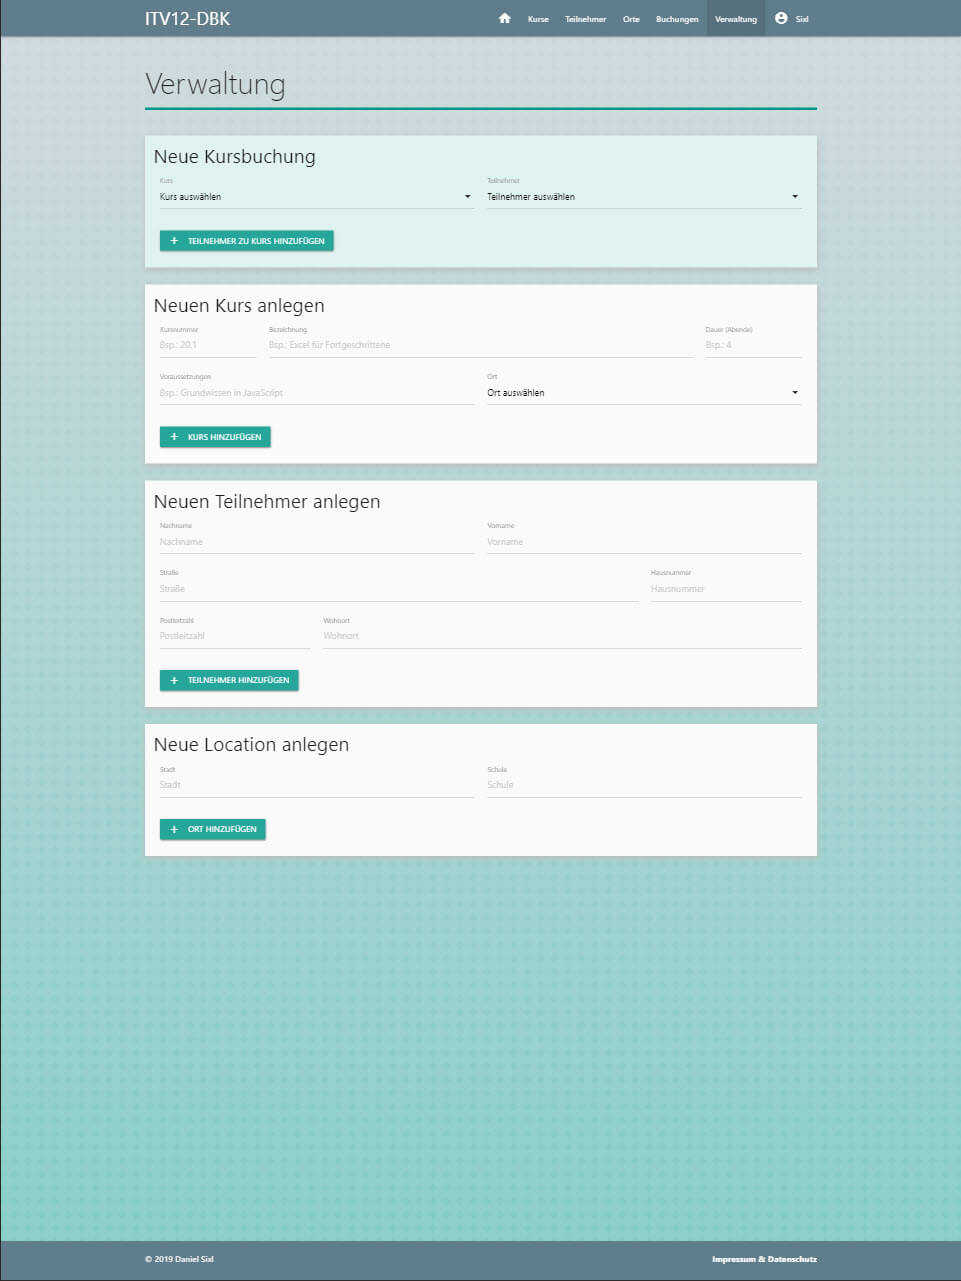 ITV12-DBK
Kurse Teilnehmer Orte Buchungen Verwaltung Sixl
Verwaltung
Neue Kursbuchung
Kurs Teilnehmer
Kurs auswählen Teilnehmer auswählen
TEILNEHMER ZU KURS HINZUFÜGEN
Neuen Kurs anlegen
Kursnummer Bezeichnung Dauer (Abende)
Bsp.: 20.1 Bsp.: Excel für Fortgeschrittene Bsp.: 4
Voraussetzungen Ort
Bsp.: Grundwissen in JavaScript Ort auswählen
KURS HINZUFÜGEN
Neuen Teilnehmer anlegen
Nachname Vorname
Nachname Vorname
Straße Hausnummer
Straße Hausnummer
Postleitzahl Wohnort
Postleitzahl Wohnort
TEILNEHMER HINZUFÜGEN
Neue Location anlegen
Stadt Schule
Stadt Schule
ORT HINZUFÜGEN
© 2019 Daniel Sixl Impressum & Datenschutz